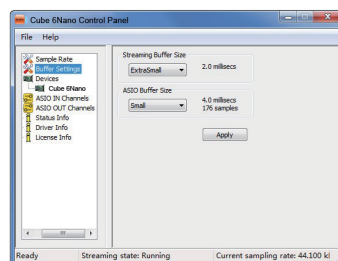 Cube 6Nano Control Panel
File Help
Sample Rate
Buffer Settings
Devices
Cube 6Nano
ASIO IN Channels
ASIO OUT Channels
Status Info
Driver Info
License Info
Streaming Buffer Size
ExtraSmall
2.0 millisecs
ASIO Buffer Size
Small
4.0 millisecs
176 samples
Apply
Ready Streaming state: Running Current sampling rate: 44.100 kl